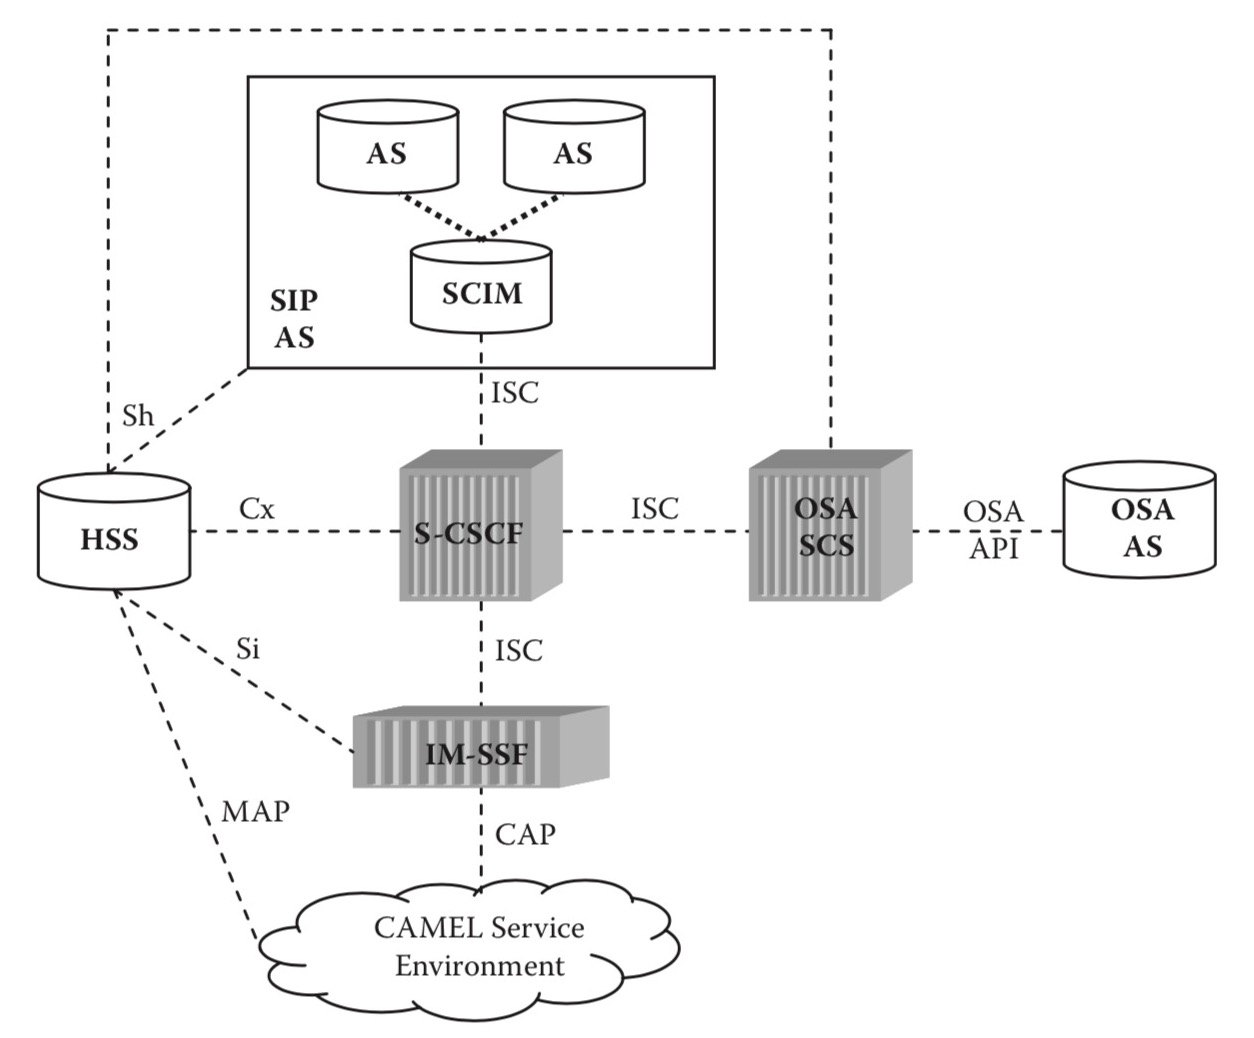 AS
AS
SCIM
SIP
AS
ISC
Sh
HSS
Cx
S-CSCF
ISC
OSA
SCS
OSA
API
OSA
AS
Si
ISC
IM-SSF
MAP
CAP
CAMEL Service
Environment